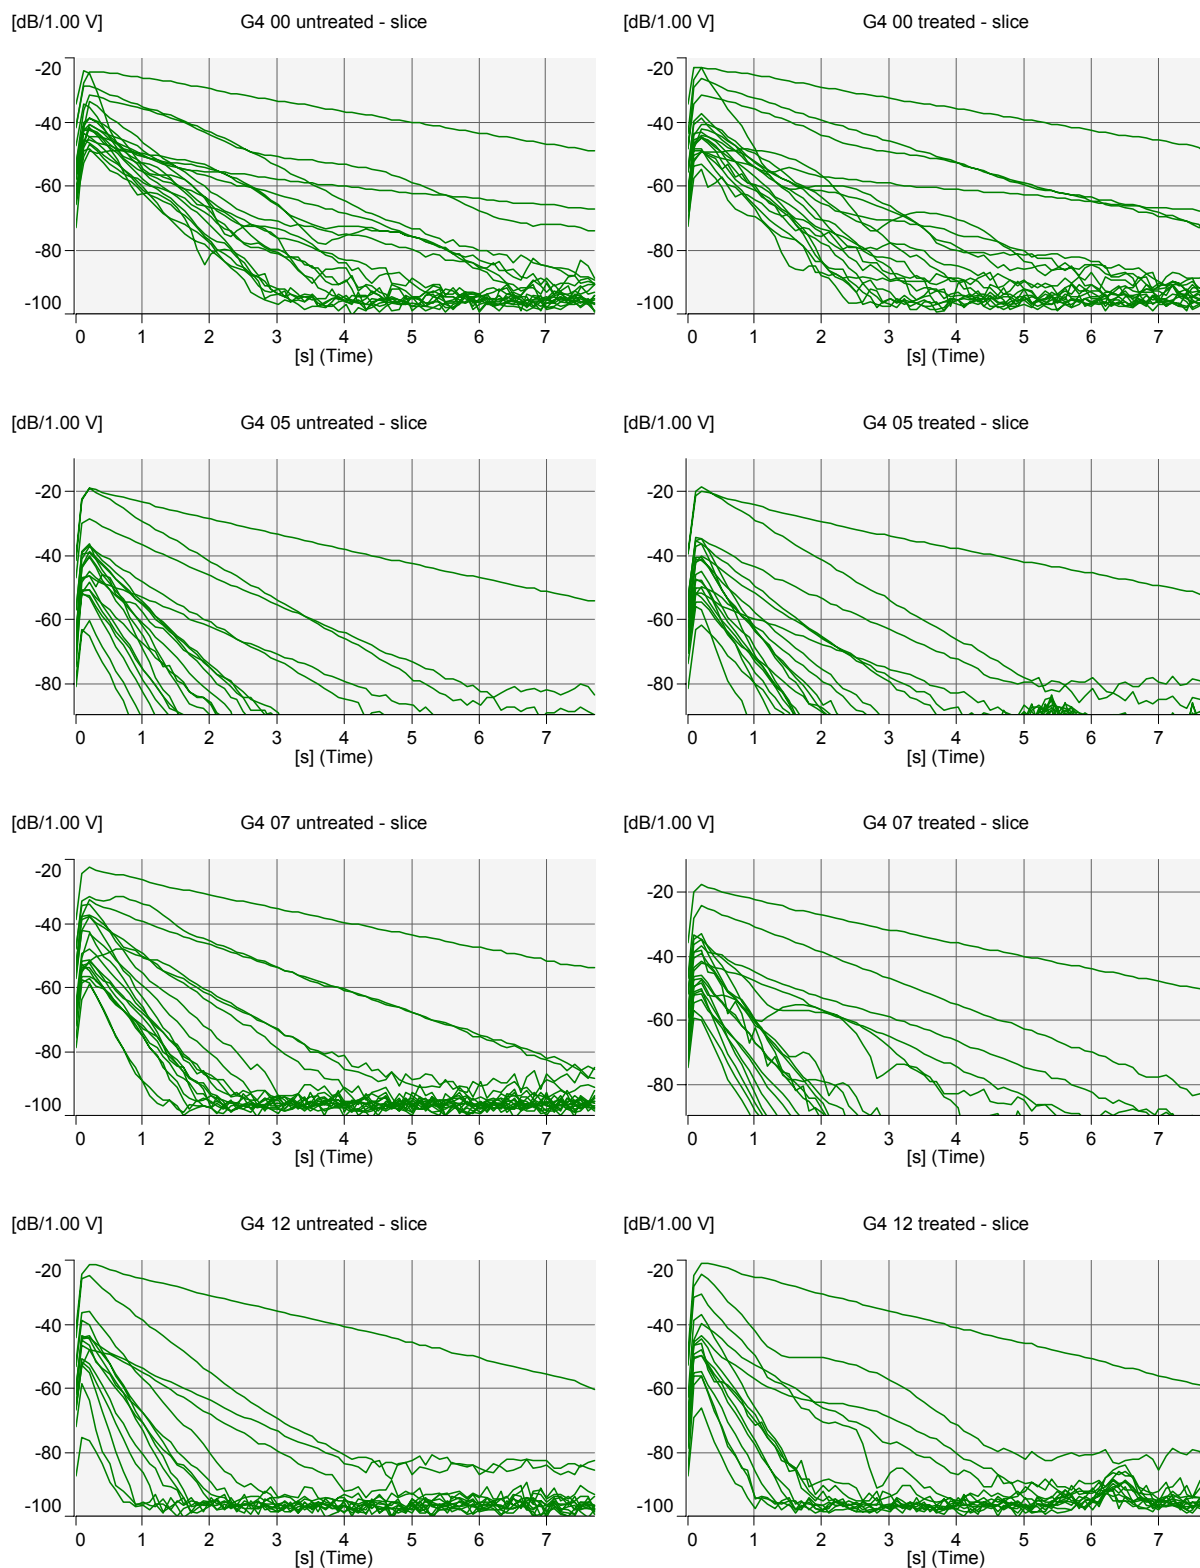 [dB/1.00 V] G4 00 untreated - slice [dB/1.00 V] G4 00 treated - slice
-20 -20
-40 -40
-60 -60
-80 -80
-100 -100
0 1 2 3 4 5 6 7 0 1 2 3 4 5 6 7
[s] (Time) [s] (Time)
[dB/1.00 V] G4 05 untreated - slice [dB/1.00 V] G4 05 treated - slice
-20 -20
-40 -40
-60 -60
-80 -80
0 1 2 3 4 5 6 7 0 1 2 3 4 5 6 7
[s] (Time) [s] (Time)
[dB/1.00 V] G4 07 untreated - slice [dB/1.00 V] G4 07 treated - slice
-20 -20
-40 -40
-60 -60
-80 -80
-100
0 1 2 3 4 5 6 7 0 1 2 3 4 5 6 7
[s] (Time) [s] (Time)
[dB/1.00 V] G4 12 untreated - slice [dB/1.00 V] G4 12 treated - slice
-20 -20
-40 -40
-60 -60
-80 -80
-100 -100
0 1 2 3 4 5 6 7 0 1 2 3 4 5 6 7
[s] (Time) [s] (Time)